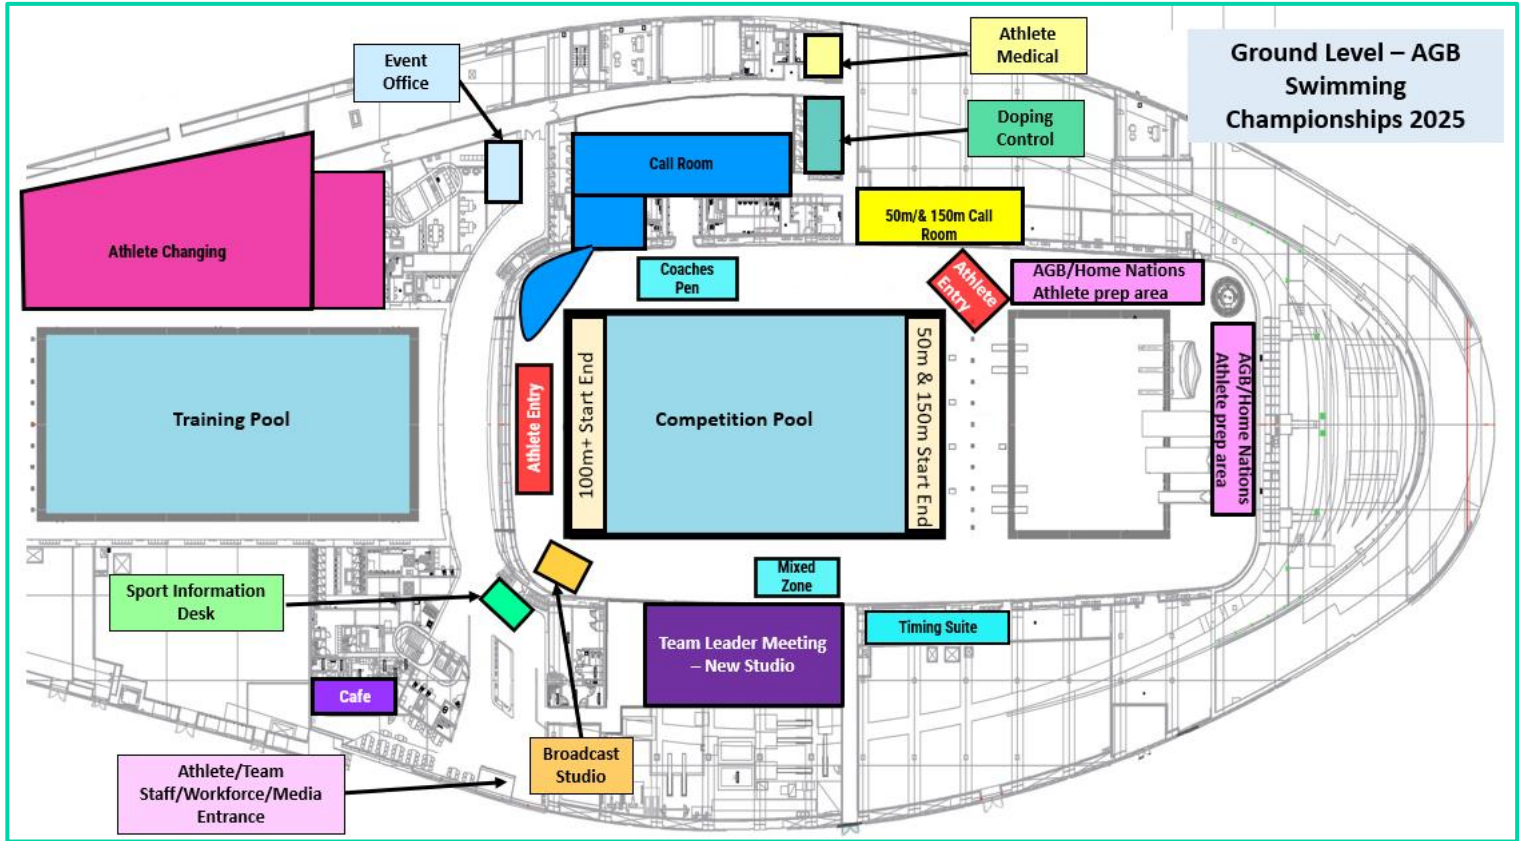 Ground Level – AGB
Swimming
Championships 2025
Athlete
Medical
Event
Office
Doping
Control
Call Room
50m/& 150m Call
Room
Athlete Changing
Coaches
Pen
Athlete
Entry
AGB/Home Nations
Athlete prep area
AGB/Home Nations
Athlete prep area
Training Pool
Athlete Entry
100m+ Start End
Competition Pool
50m & 150m Start End
Mixed
Zone
Sport Information
Desk
Team Leader Meeting
– New Studio
Timing Suite
Cafe
Broadcast
Studio
Athlete/Team
Staff/Workforce/Media
Entrance